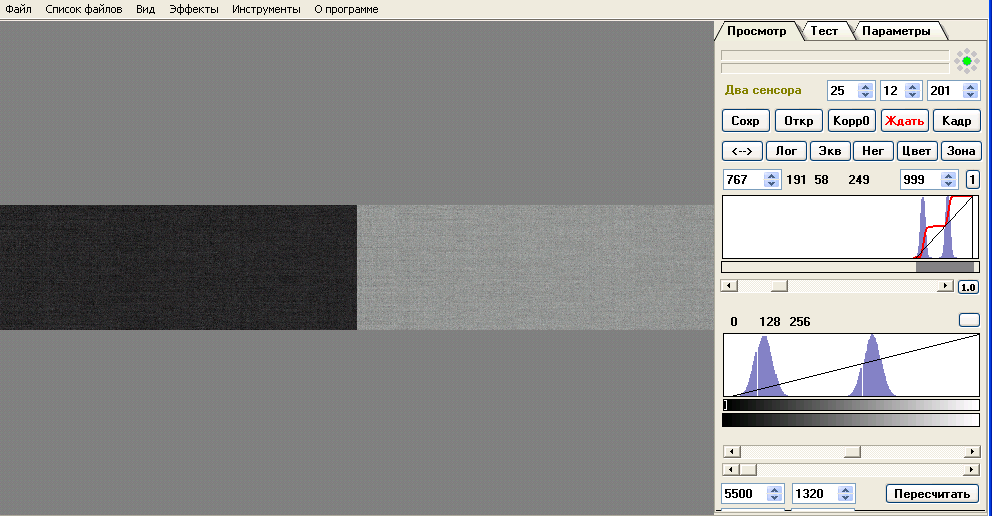 Файл Список файлов Вид Эффекты Инструменты О программе
Просмотр Тест Параметры
Два сенсора 25 12 201
Сохр Откр Корр0 Ждать Кадр
<--> Лог Экв Нег Цвет Зона
767 191 58 249 999 1
1.0
0 128 256
5500 1320 Пересчитать